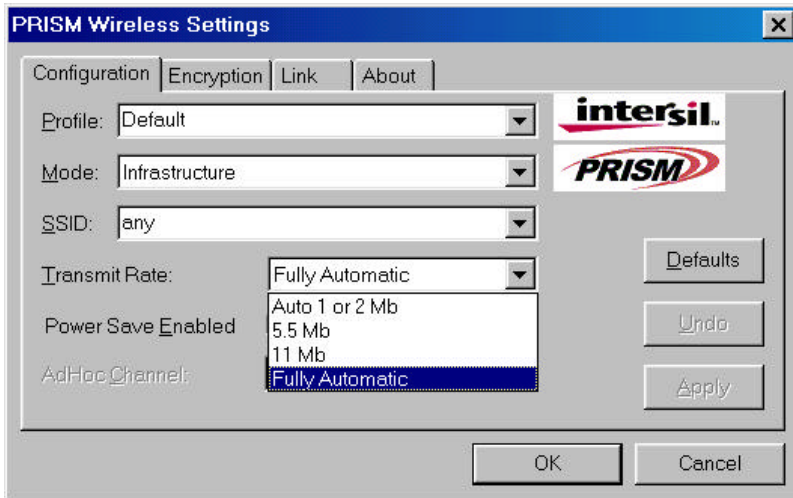 PRISM Wireless Settings
Configuration Encryption Link About
Profile: Default
intersil™
Mode: Infrastructure
PRISM
SSID: any
Transmit Rate: Fully Automatic
Defaults
Auto 1 or 2 Mb
Power Save Enabled
5.5 Mb
Undo
11 Mb
AdHoc Channel:
Fully Automatic
Apply
OK Cancel